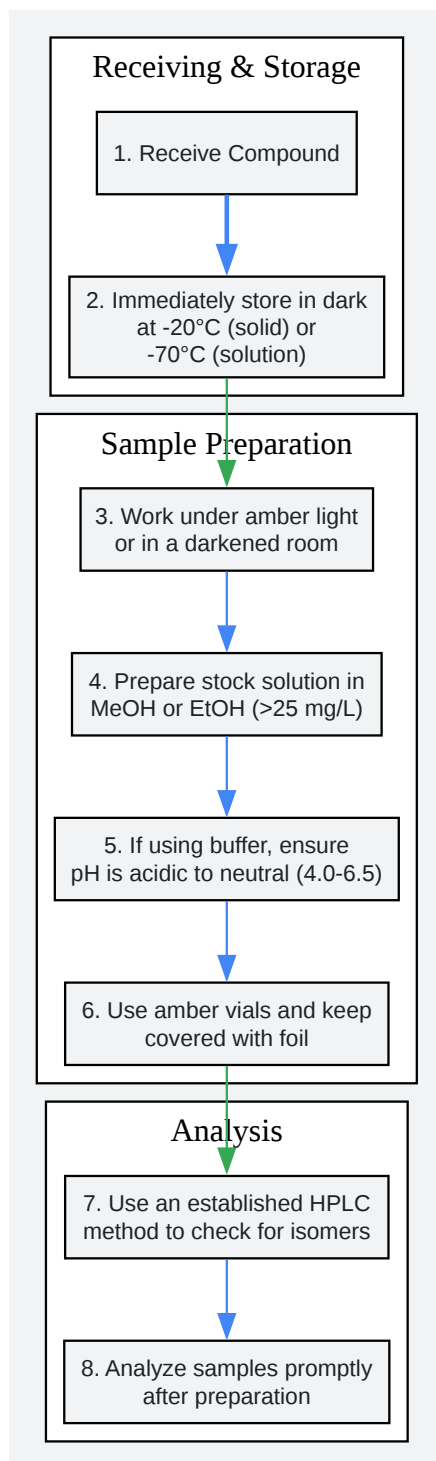 Receiving & Storage
1. Receive Compound
2. Immediately store in dark
at -20°C (solid) or
-70°C (solution)
Sample Preparation
3. Work under amber light
or in a darkened room
4. Prepare stock solution in
MeOH or EtOH (>25 mg/L)
5. If using buffer, ensure
pH is acidic to neutral (4.0-6.5)
6. Use amber vials and keep
covered with foil
Analysis
7. Use an established HPLC
method to check for isomers
8. Analyze samples promptly
after preparation